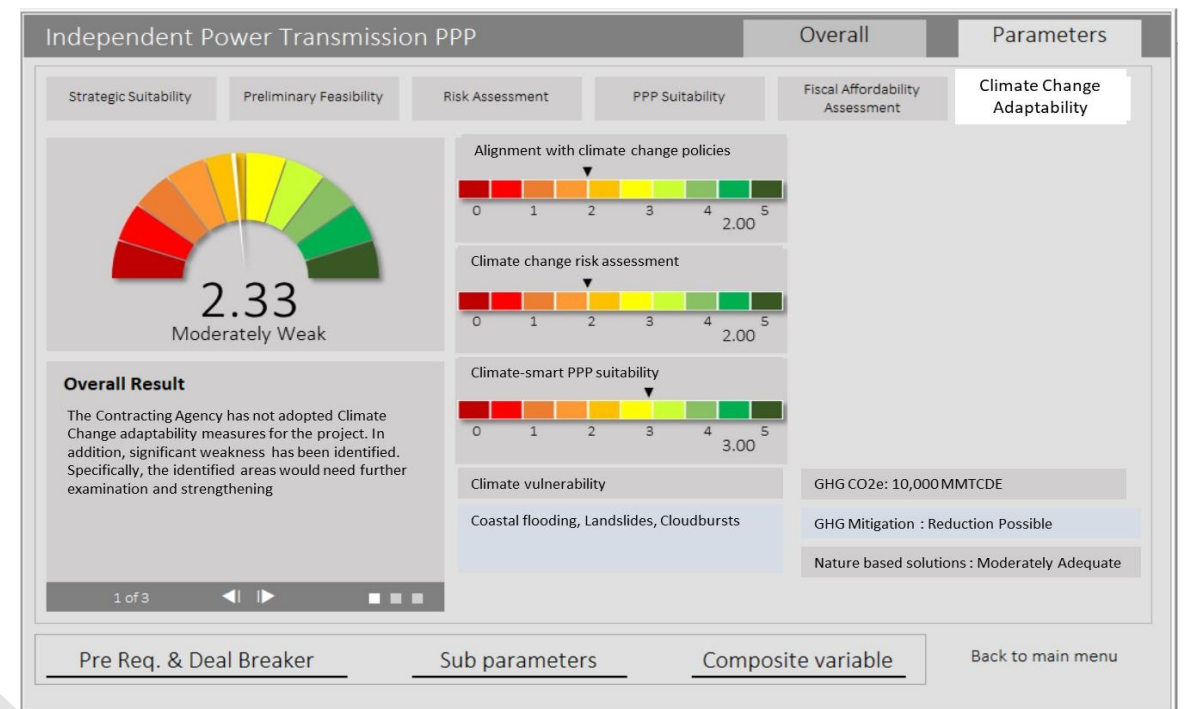 Independent Power Transmission PPP
Overall
Parameters
Strategic Suitability
Preliminary Feasibility
Risk Assessment
PPP Suitability
Fiscal Affordability
Assessment
Climate Change
Adaptability
2.33
Moderately Weak
Overall Result
The Contracting Agency has not adopted Climate
Change adaptability measures for the project. In
addition, significant weakness has been identified.
Specifically, the identified areas would need further
examination and strengthening
1 of 3
Alignment with climate change policies
0 1 2 3 4 5
2.00
Climate change risk assessment
0 1 2 3 4 5
2.00
Climate-smart PPP suitability
0 1 2 3 4 5
3.00
Climate vulnerability
Coastal flooding, Landslides, Cloudbursts
GHG CO2e: 10,000 MMTCDE
GHG Mitigation : Reduction Possible
Nature based solutions : Moderately Adequate
Pre Req. & Deal Breaker
Sub parameters
Composite variable
Back to main menu